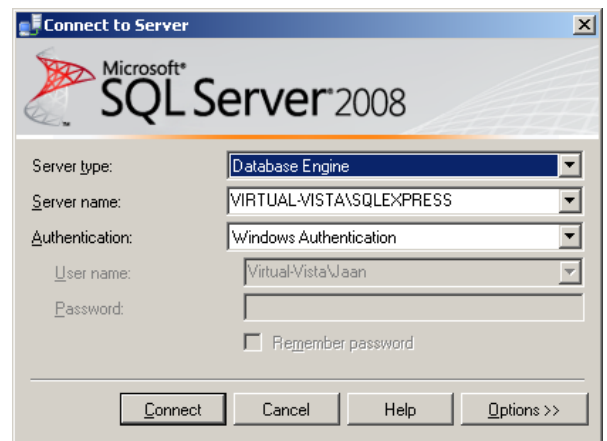 Connect to Server
Microsoft®
SQL Server® 2008
Server type: Database Engine
Server name: VIRTUAL-VISTA\SQLEXPRESS
Authentication: Windows Authentication
User name: Virtual-Vista\Jaan
Password:
Remember password
Connect Cancel Help Options >>